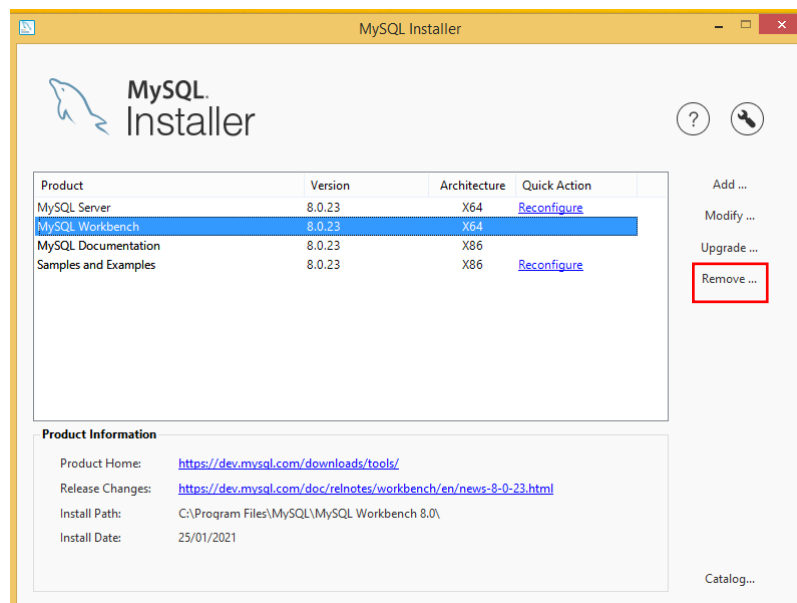 MySQL Installer
MySQL.
Installer
?
Product Version Architecture Quick Action
MySQL Server 8.0.23 X64 Reconfigure
MySQL Workbench 8.0.23 X64
MySQL Documentation 8.0.23 X86
Samples and Examples 8.0.23 X86 Reconfigure
Add ...
Modify ...
Upgrade ...
Remove ...
Product Information
Product Home: https://dev.mysql.com/downloads/tools/
Release Changes: https://dev.mysql.com/doc/relnotes/workbench/en/news-8-0-23.html
Install Path: C:\Program Files\MySQL\MySQL Workbench 8.0\
Install Date: 25/01/2021
Catalog...